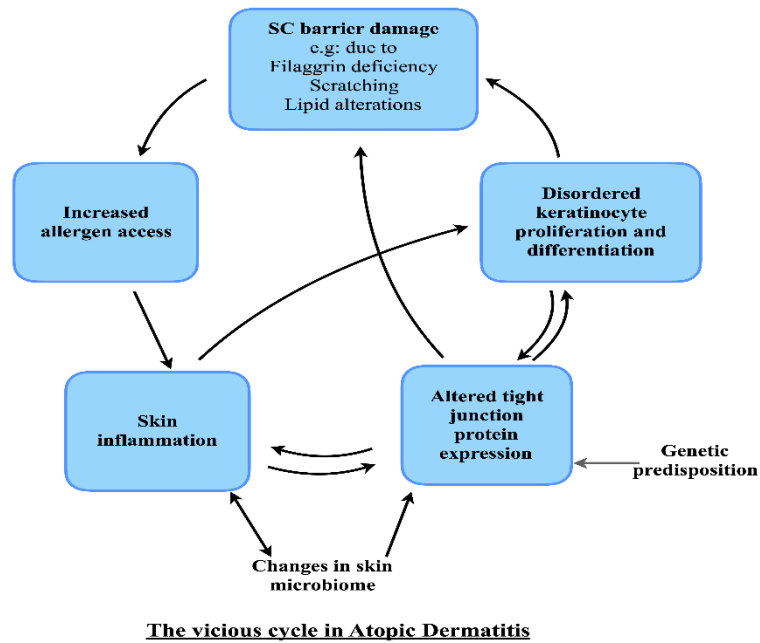 SC barrier damage
e.g: due to
Filaggrin deficiency
Scratching
Lipid alterations
Increased
allergen access
Disordered
keratinocyte
proliferation and
differentiation
Skin
inflammation
Altered tight
junction
protein
expression
Genetic
predisposition
Changes in skin
microbiome
The vicious cycle in Atopic Dermatitis